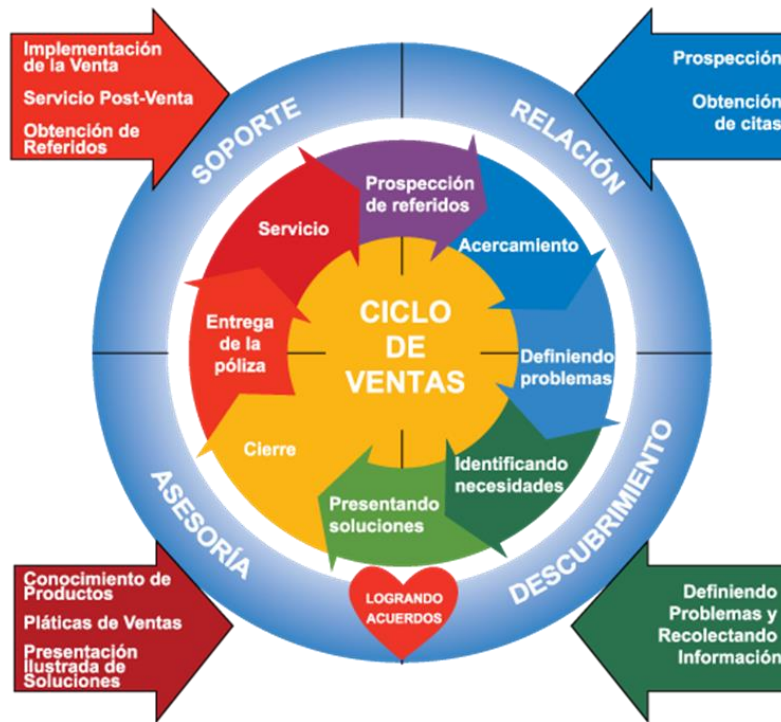 Implementación
de la Venta
Servicio Post-Venta
Obtención de
Referidos
Prospección
Obtención
de citas
SOPORTE
RELACIÓN
Prospección
de referidos
Servicio
Acercamiento
CICLO
DE
VENTAS
Entrega
de la
póliza
Definiendo
problemas
Cierre
Identificando
necesidades
Presentando
soluciones
ASESORÍA
DESCUBRIMIENTO
LOGRANDO
ACUERDOS
Conocimiento de
Productos
Pláticas de Ventas
Presentación
Ilustrada de
Soluciones
Definiendo
Problemas y
Recolectando
Información